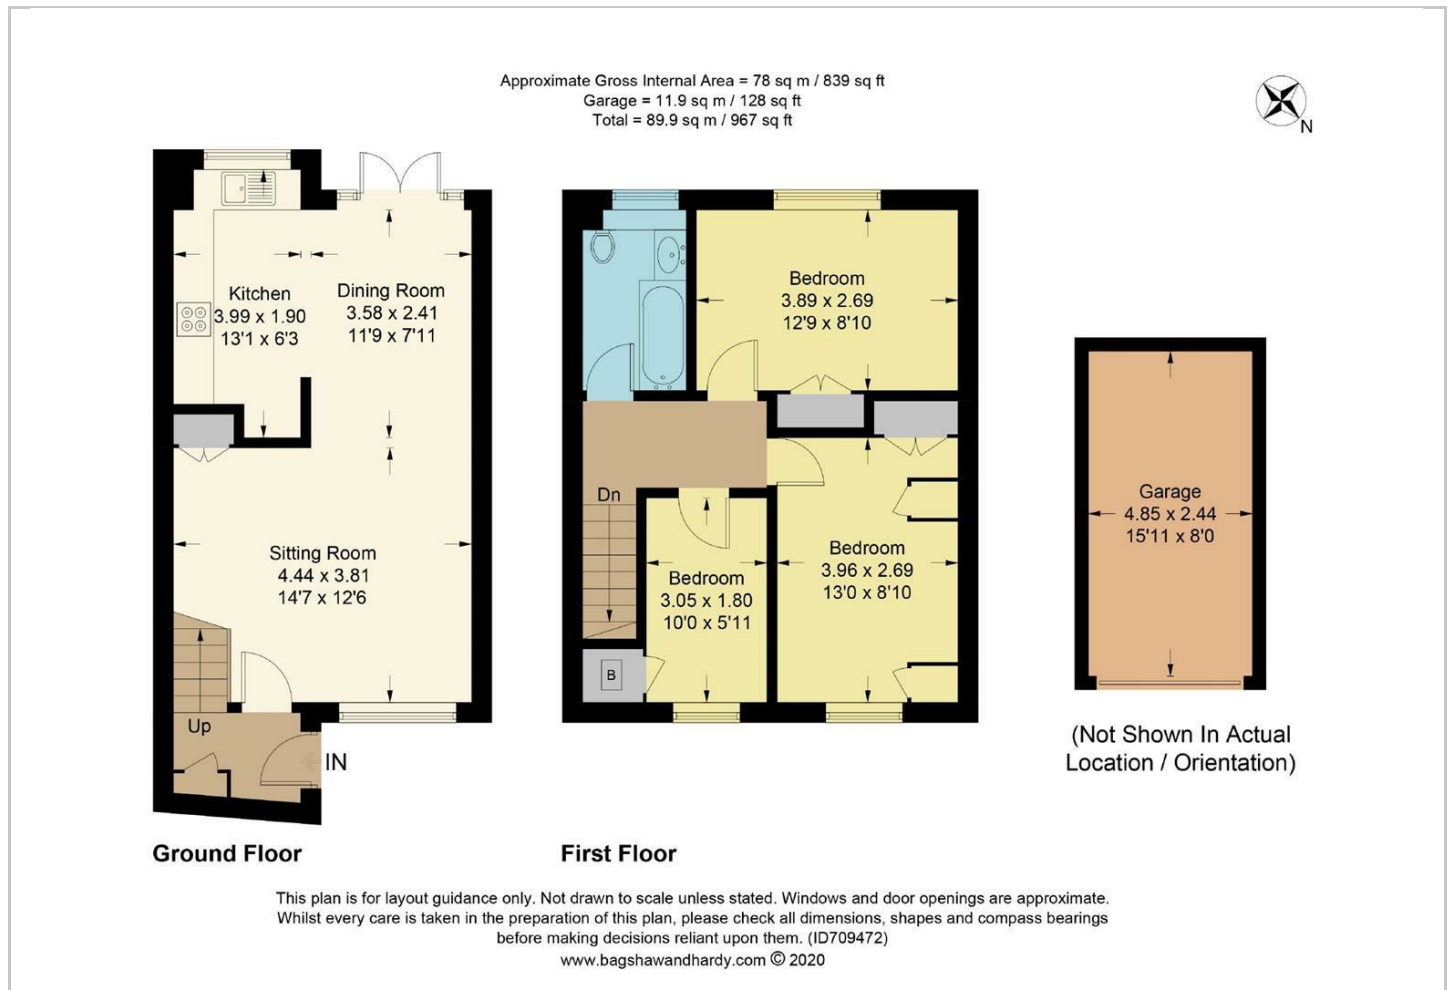 Approximate Gross Internal Area = 78 sq m / 839 sq ft
Garage = 11.9 sq m / 128 sq ft
Total = 89.9 sq m / 967 sq ft
N
Kitchen
3.99 x 1.90
13'1 x 6'3
Dining Room
3.58 x 2.41
11'9 x 7'11
Sitting Room
4.44 x 3.81
14'7 x 12'6
Up
IN
Ground Floor
Bedroom
3.89 x 2.69
12'9 x 8'10
Dn
Bedroom
3.05 x 1.80
10'0 x 5'11
Bedroom
3.96 x 2.69
13'0 x 8'10
B
First Floor
Garage
4.85 x 2.44
15'11 x 8'0
(Not Shown In Actual
Location / Orientation)
This plan is for layout guidance only. Not drawn to scale unless stated. Windows and door openings are approximate.
Whilst every care is taken in the preparation of this plan, please check all dimensions, shapes and compass bearings
before making decisions reliant upon them. (ID709472)
www.bagshawandhardy.com © 2020